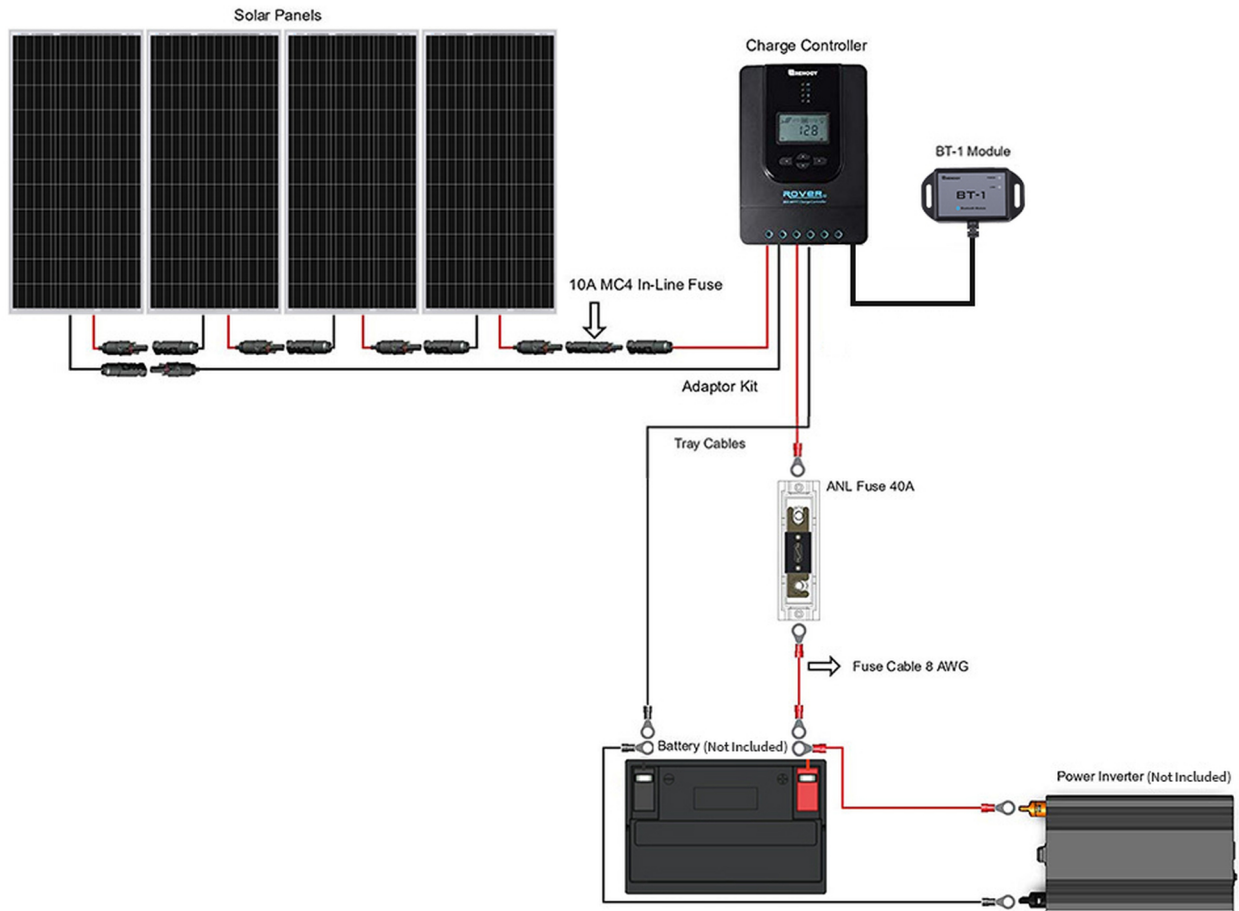 Solar Panels
Charge Controller
RENOGY
128
ROVER
BT-1 Module
BT-1
10A MC4 In-Line Fuse
Adaptor Kit
Tray Cables
ANL Fuse 40A
Fuse Cable 8 AWG
Battery (Not Included)
Power Inverter (Not Included)